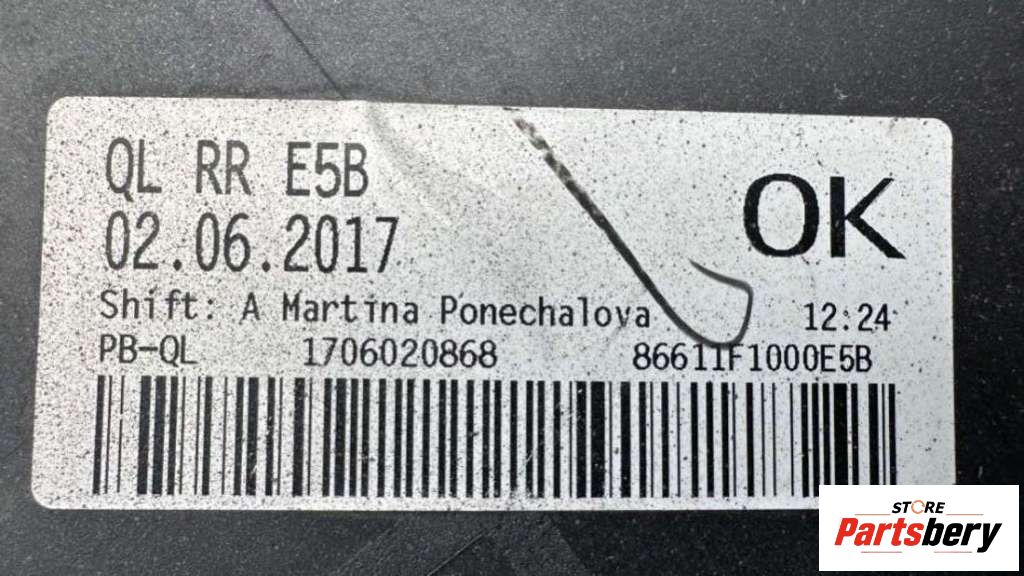 QL RR E5B
02.06.2017
OK
Shift: A Martina Ponechalova 12:24
PB-QL 1706020868 86611F1000E5B
STORE
Partsbery